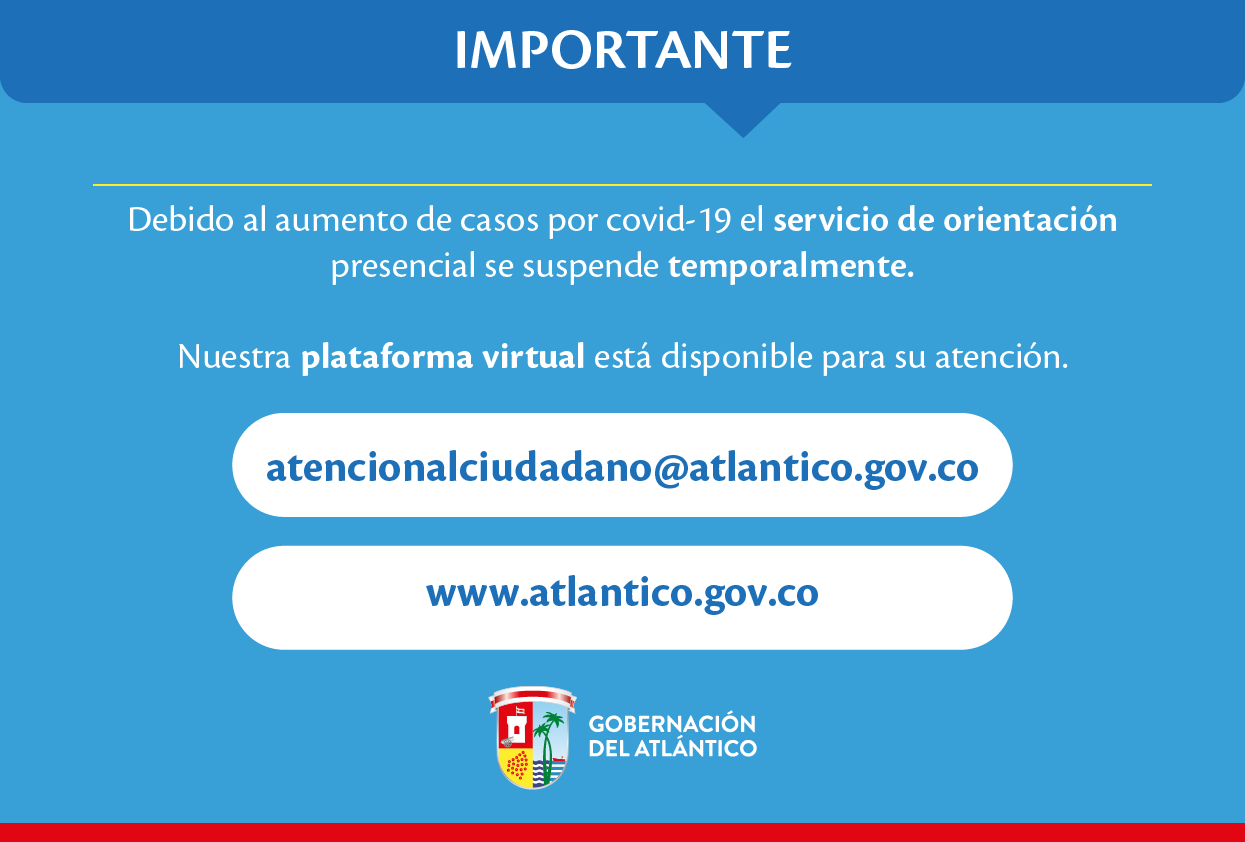 IMPORTANTE
Debido al aumento de casos por covid-19 el servicio de orientación
presencial se suspende temporalmente.
Nuestra plataforma virtual está disponible para su atención.
atencionalciudadano@atlantico.gov.co
www.atlantico.gov.co
GOBERNACIÓN
DEL ATLÁNTICO